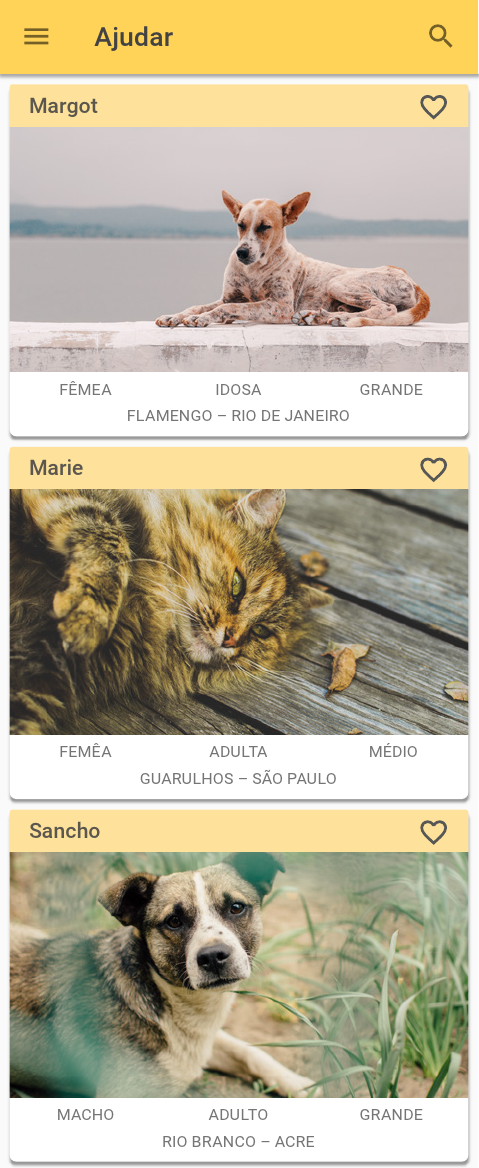 Ajudar
Margot
FÊMEA IDOSA GRANDE
FLAMENGO – RIO DE JANEIRO
Marie
FEMÊA ADULTA MÉDIO
GUARULHOS – SÃO PAULO
Sancho
MACHO ADULTO GRANDE
RIO BRANCO – ACRE